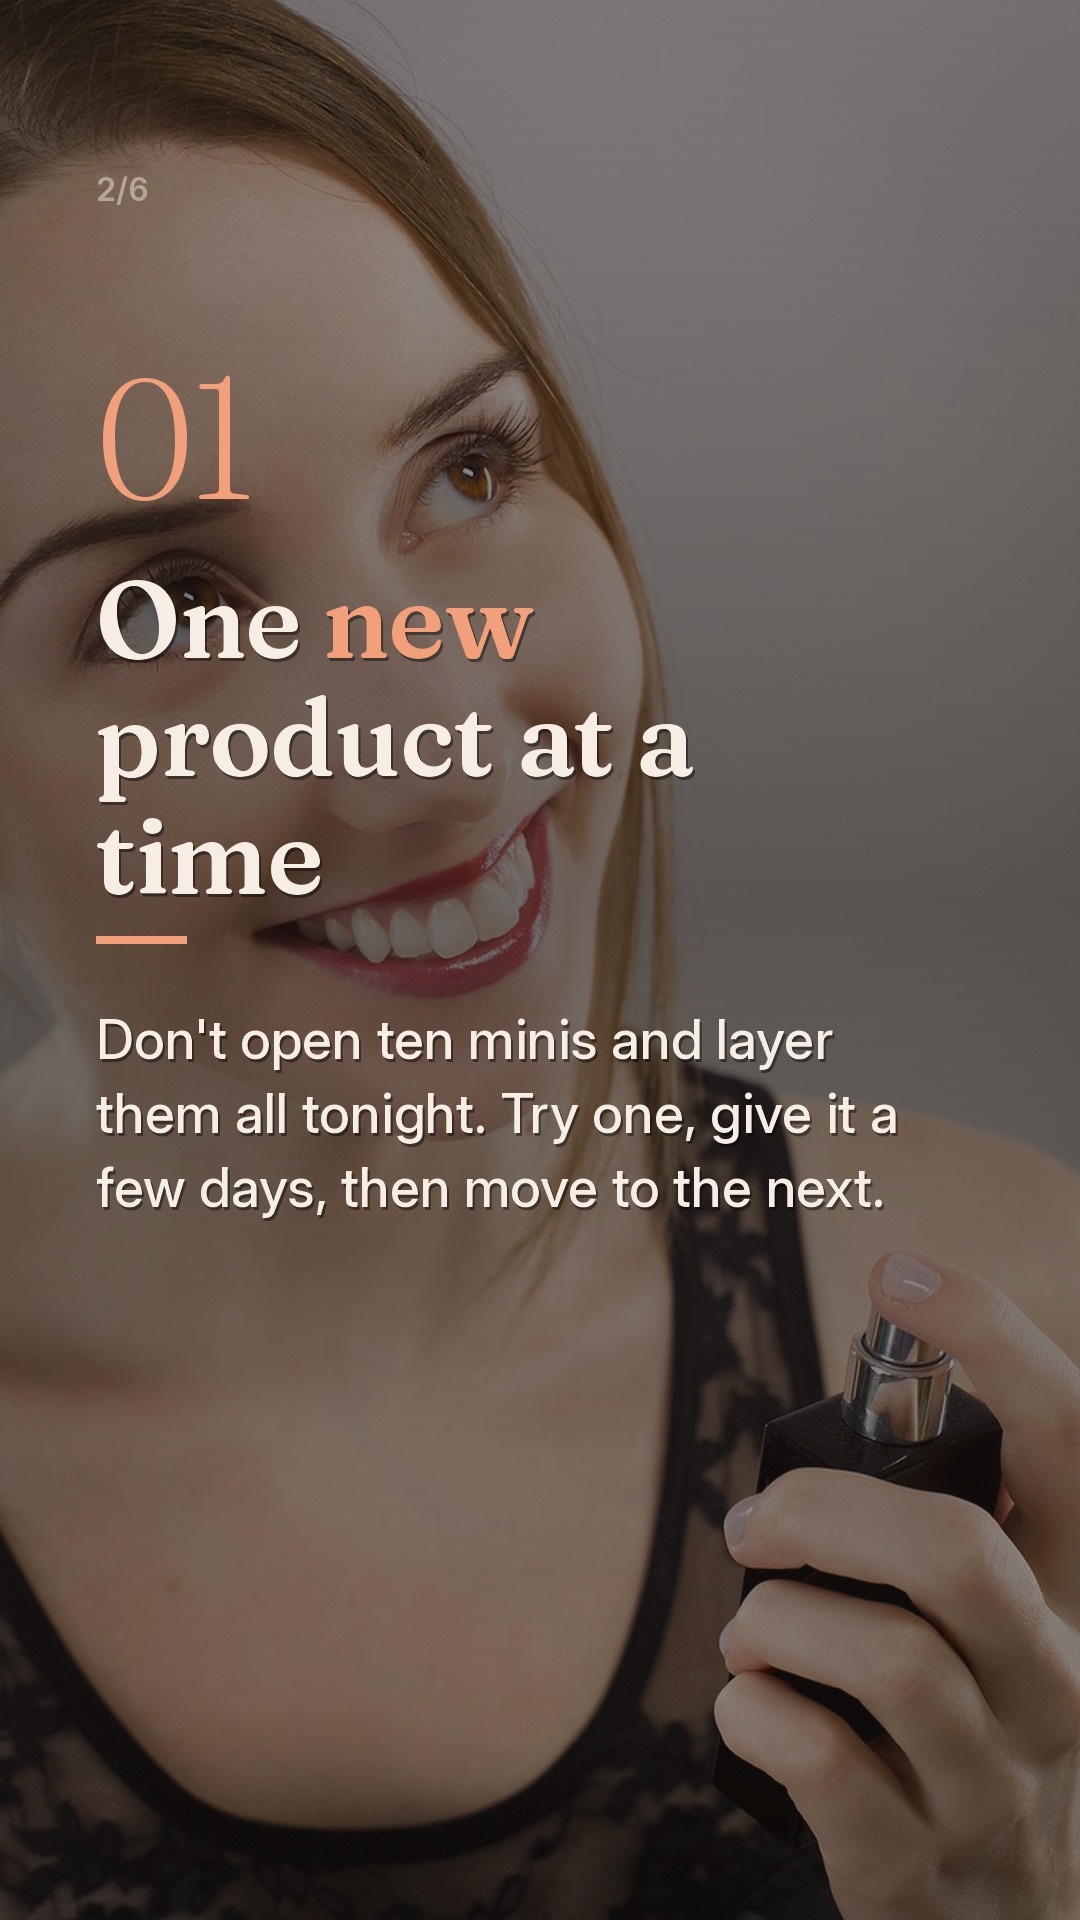 2/6
01
One new
product at a
time
Don't open ten minis and layer
them all tonight. Try one, give it a
few days, then move to the next.